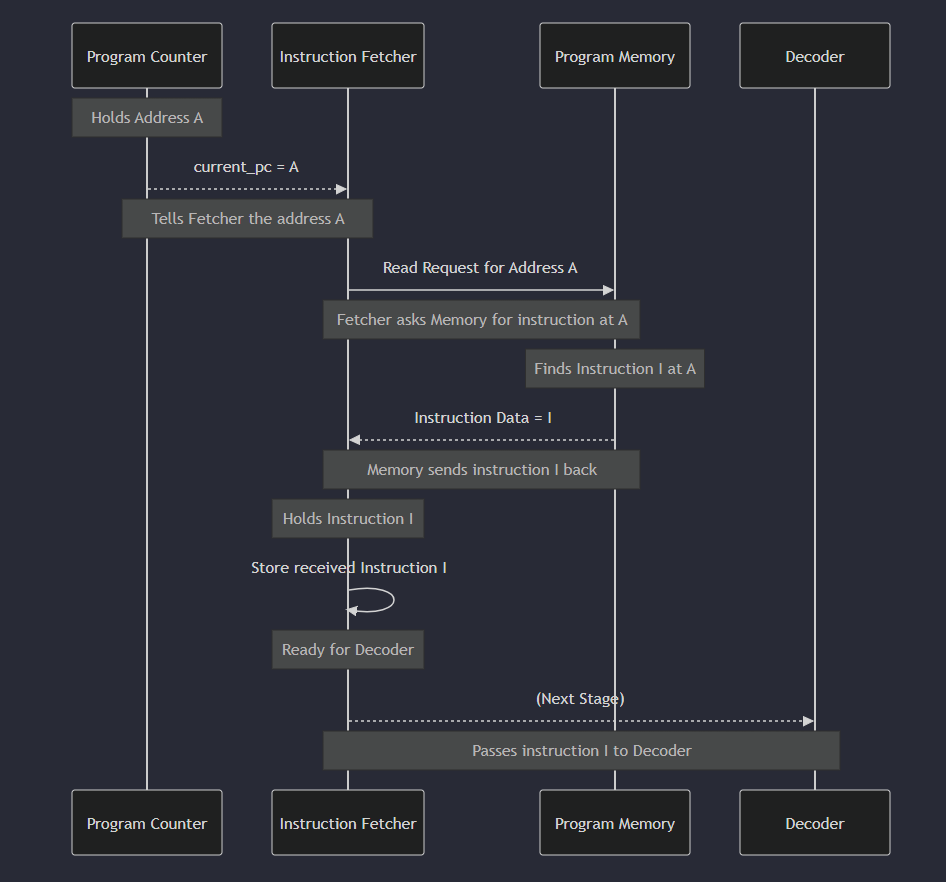 Program Counter
Instruction Fetcher
Program Memory
Decoder
Holds Address A
current_pc = A
Tells Fetcher the address A
Read Request for Address A
Fetcher asks Memory for instruction at A
Finds Instruction I at A
Instruction Data = I
Memory sends instruction I back
Holds Instruction I
Store received Instruction I
Ready for Decoder
(Next Stage)
Passes instruction I to Decoder
Program Counter
Instruction Fetcher
Program Memory
Decoder